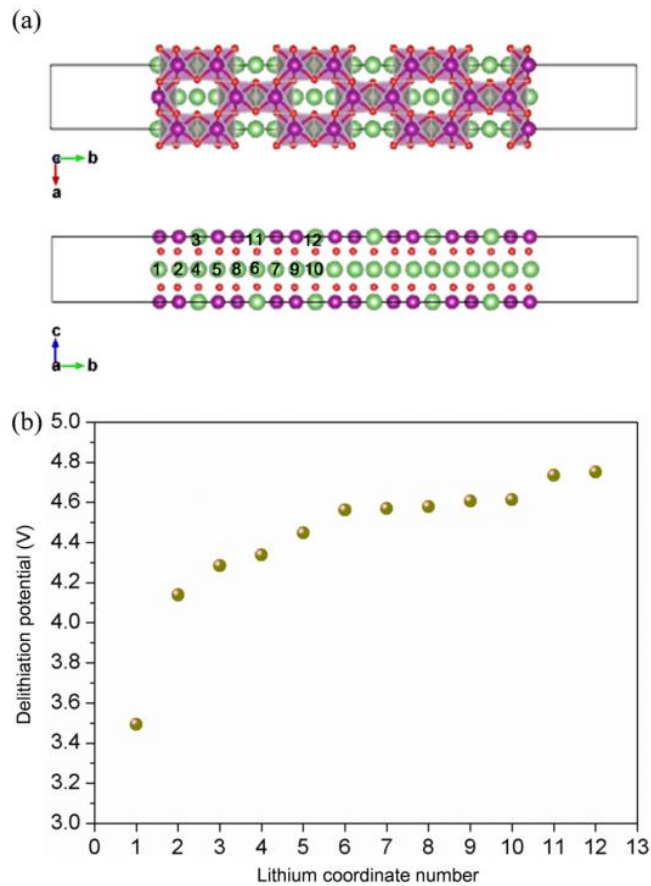 (a)
c b
a
3 11 12
1 2 4 5 8 6 7 9 10
c
a b
(b)
5.0
4.8
4.6
4.4
4.2
4.0
3.8
3.6
3.4
3.2
3.0
Delithiation potential (V)
0 1 2 3 4 5 6 7 8 9 10 11 12 13
Lithium coordinate number